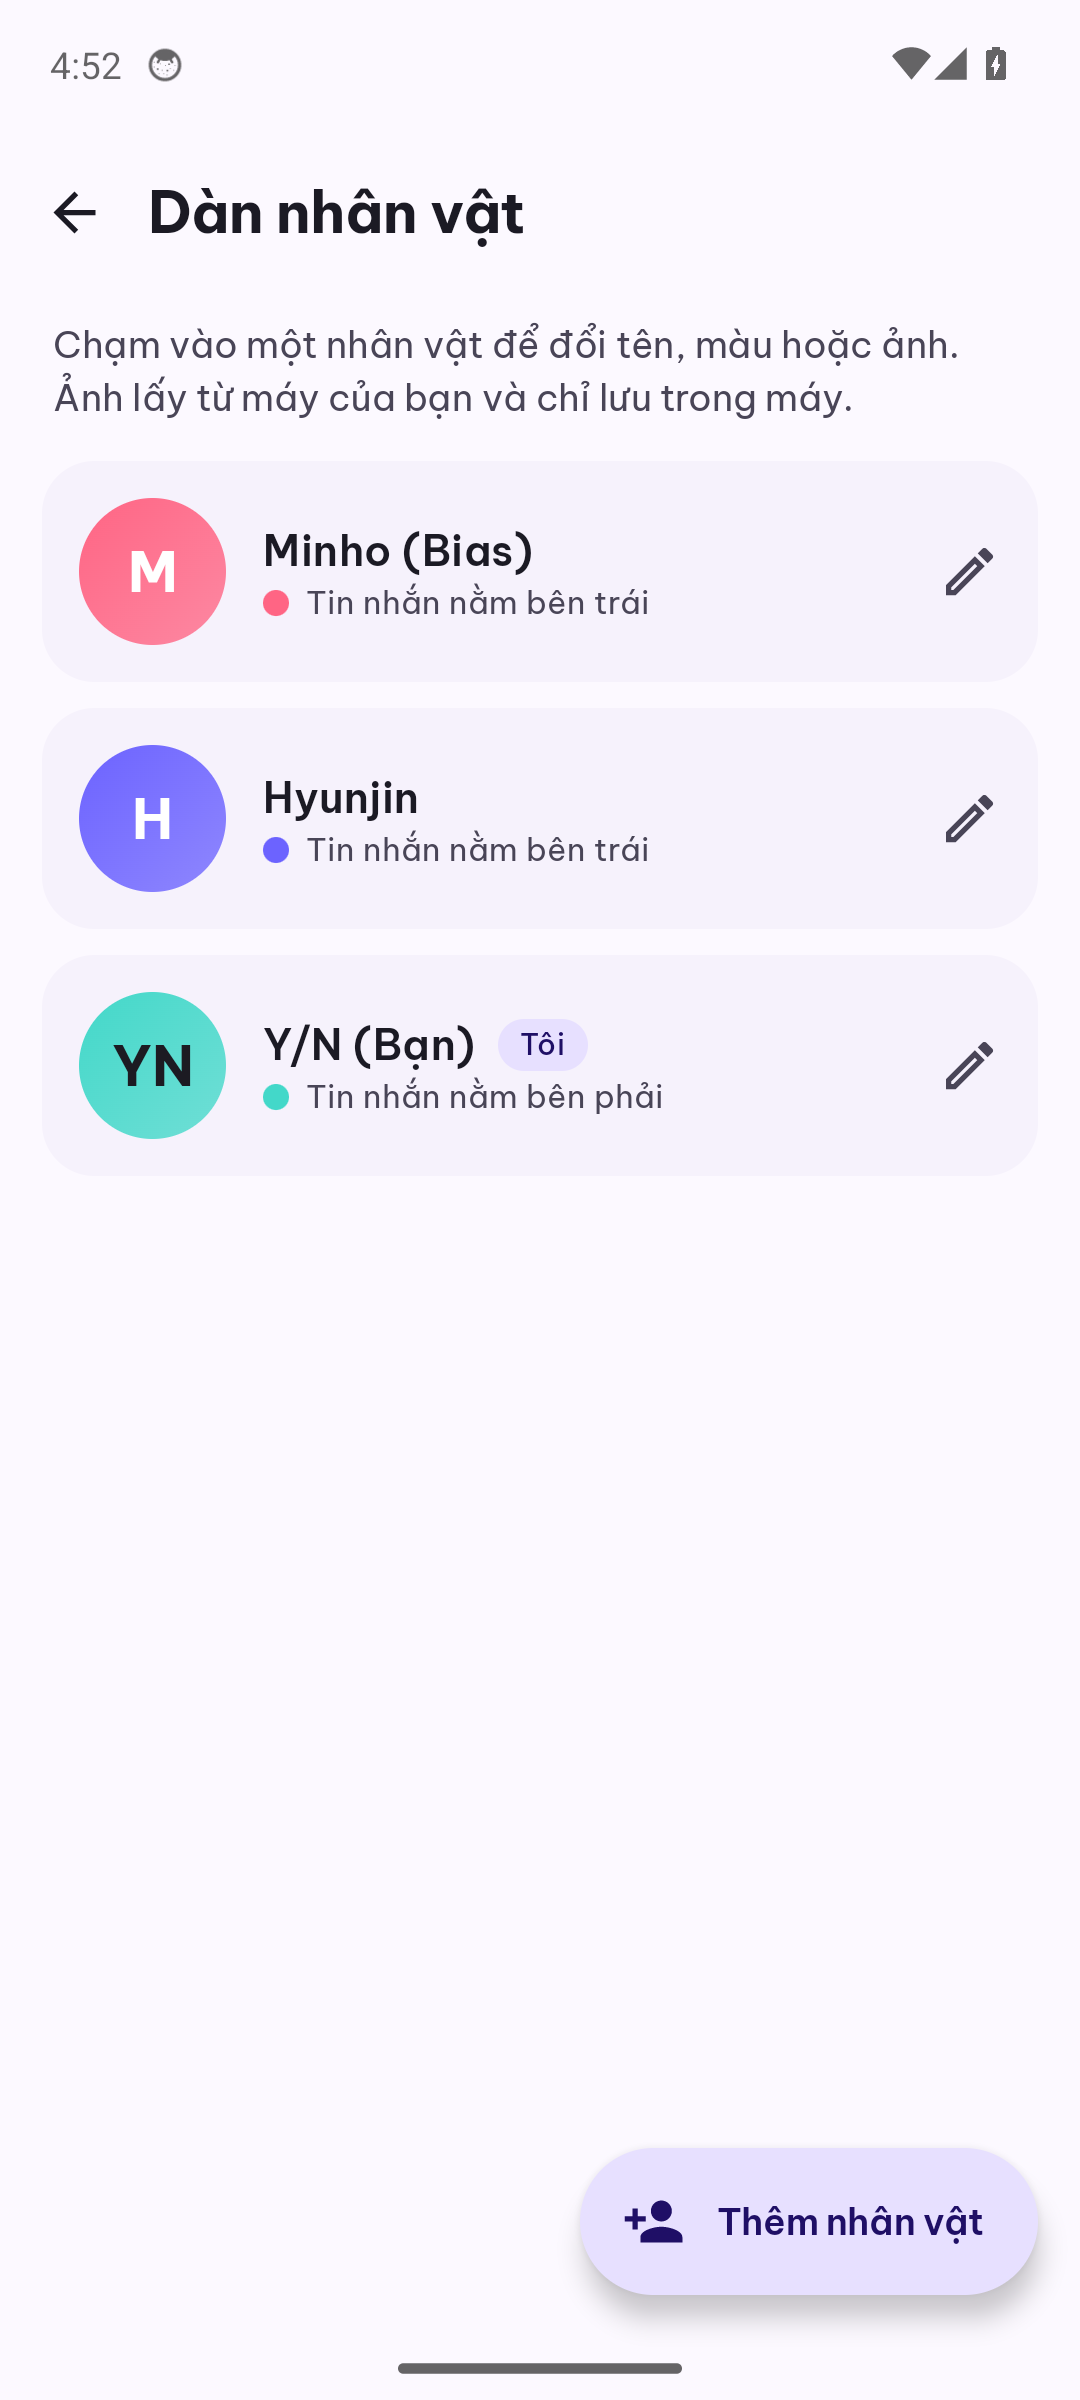 4:52
Dàn nhân vật
Chạm vào một nhân vật để đổi tên, màu hoặc ảnh.
Ảnh lấy từ máy của bạn và chỉ lưu trong máy.
M
Minho (Bias)
Tin nhắn nằm bên trái
H
Hyunjin
Tin nhắn nằm bên trái
YN
Y/N (Bạn)
Tôi
Tin nhắn nằm bên phải
Thêm nhân vật